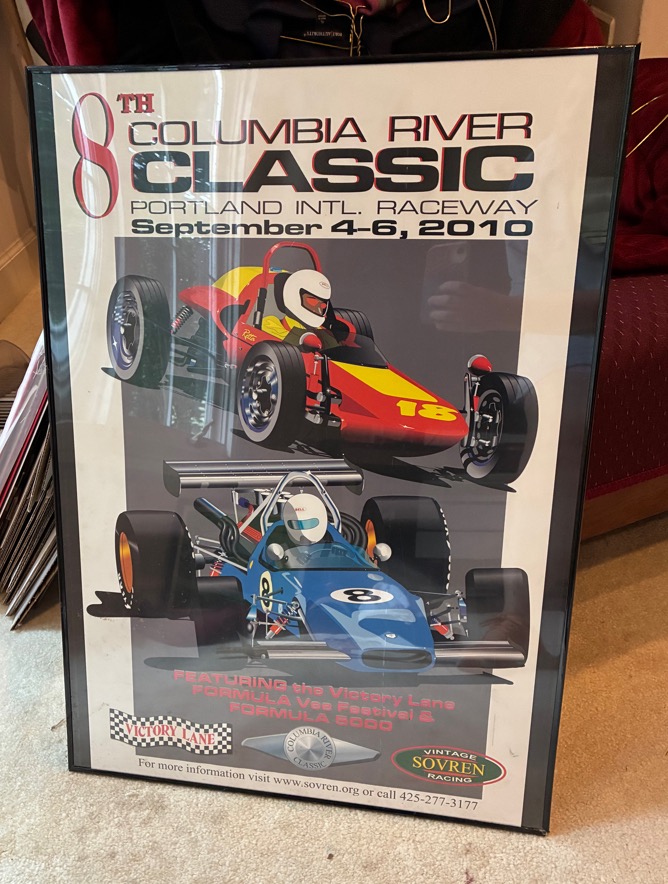 8TH
COLUMBIA RIVER
CLASSIC
PORTLAND INTL. RACEWAY
September 4-6, 2010
18
8
8
FEATURING the Victory Lane
FORMULA Vee Festival &
FORMULA 5000
VICTORY LANE
COLUMBIA RIVER
CLASSIC
VINTAGE
SOVREN
RACING
For more information visit www.sovren.org or call 425-277-3177